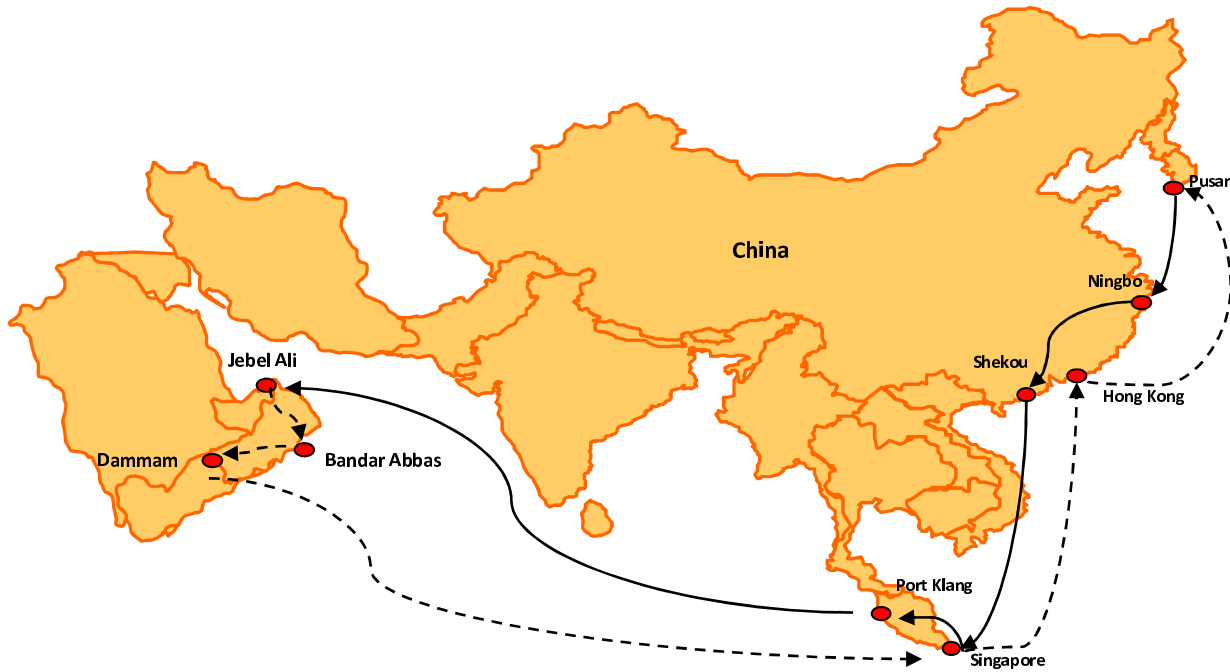 Pusan
China
Ningbo
Jebel Ali
Shekou
Hong Kong
Dammam
Bandar Abbas
Port Klang
Singapore